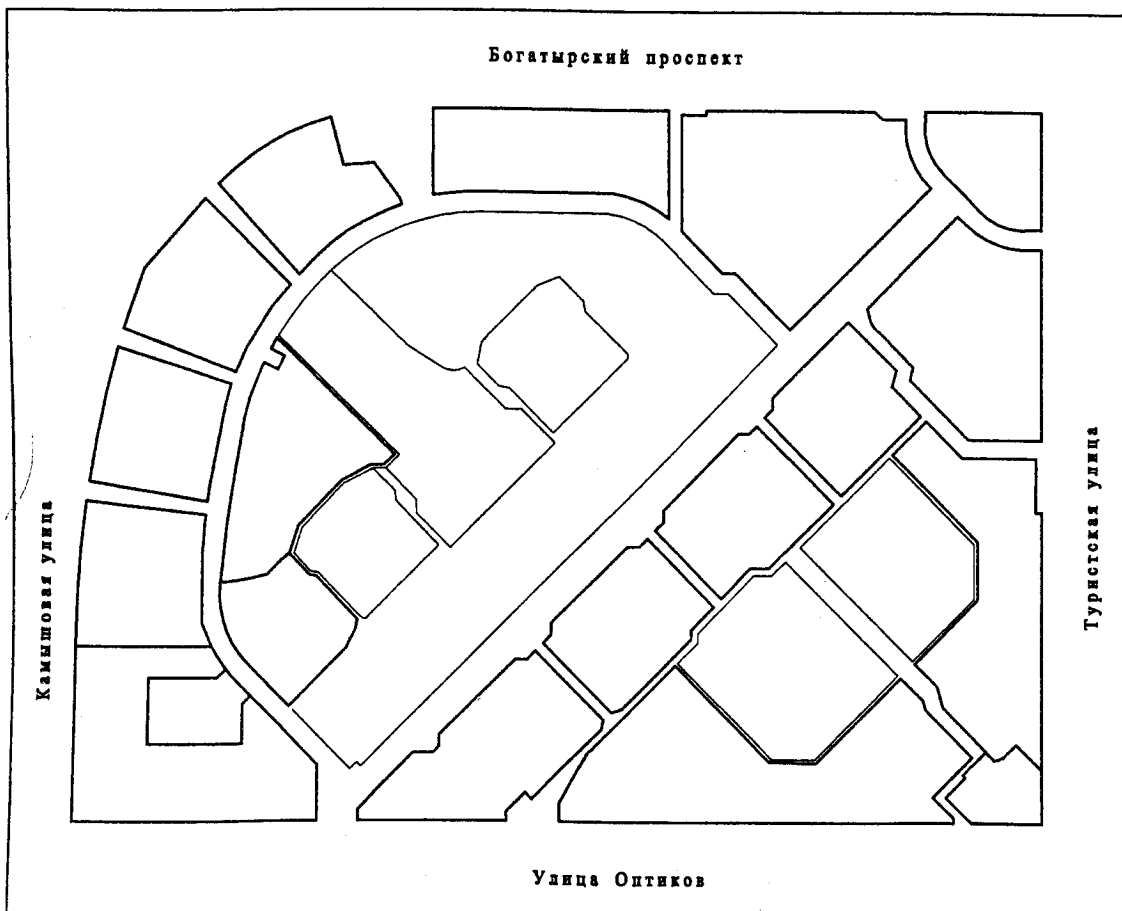 Богатырский проспект
Камышовая улица
Туристская улица
Улица Оптиков